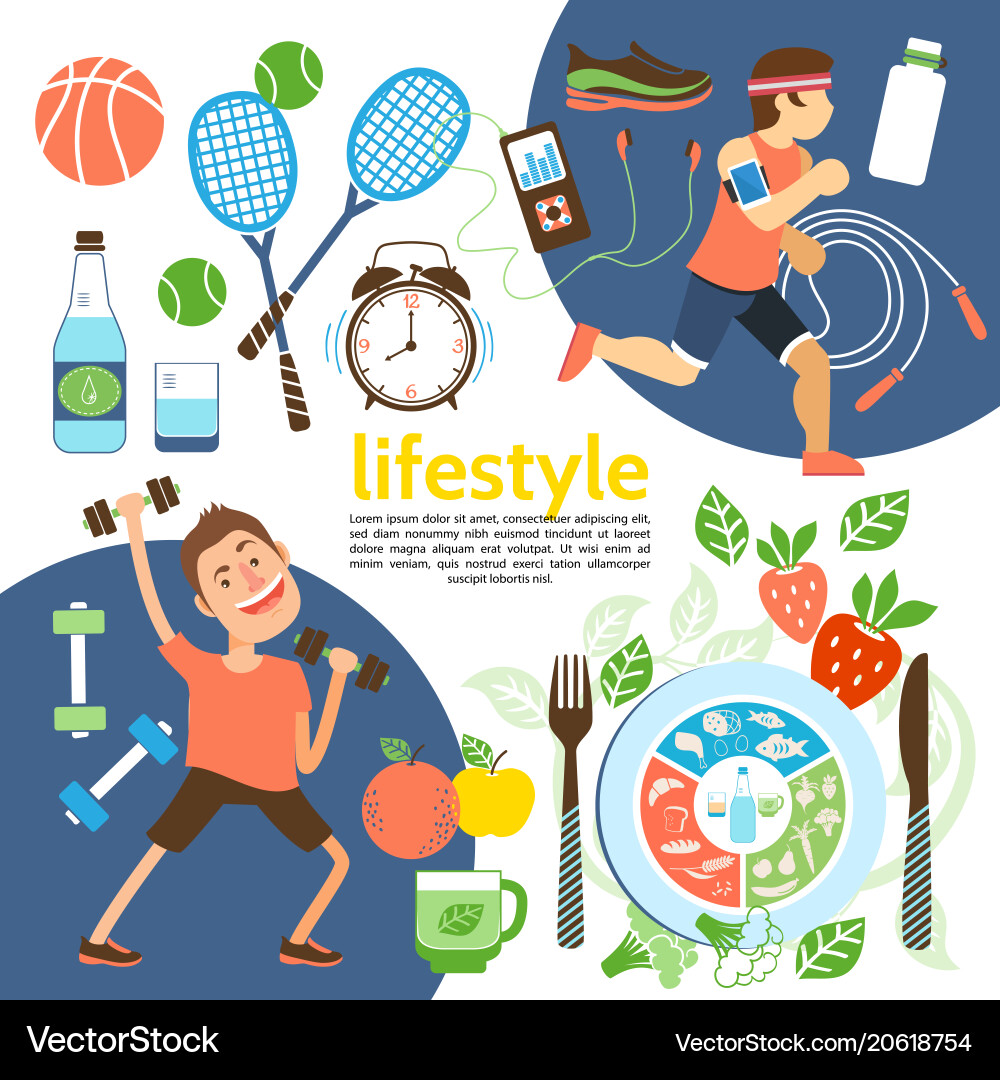 12
9
3
6
lifestyle
Lorem ipsum dolor sit amet, consectetuer adipiscing elit,
sed diam nonummy nibh euismod tincidunt ut laoreet
dolore magna aliquam erat volutpat. Ut wisi enim ad
minim veniam, quis nostrud exerci tation ullamcorper
suscipit lobortis nisl.
VectorStock
VectorStock.com/20618754